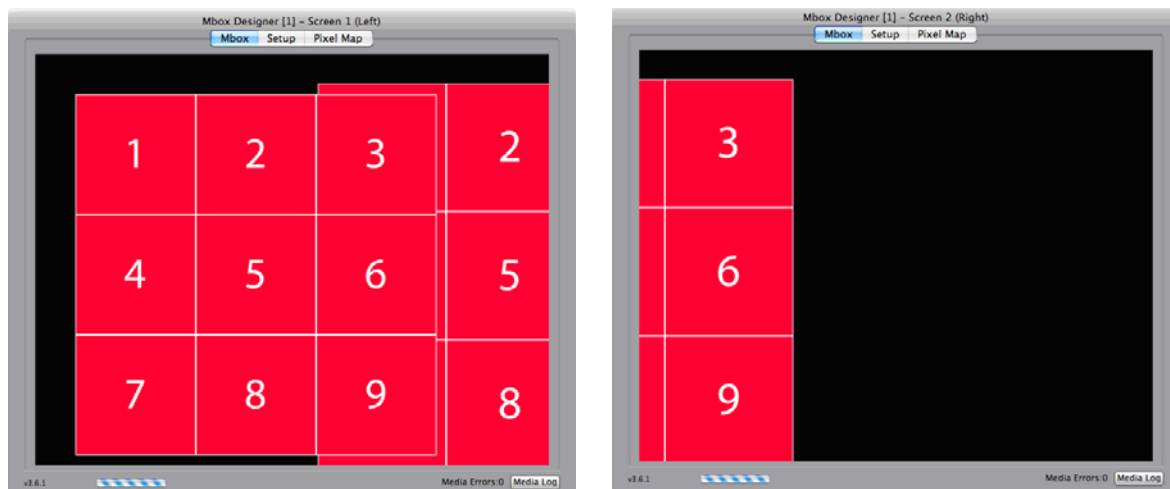 Mbox Designer [1] – Screen 1 (Left)
Mbox Setup Pixel Map
1 2 3 2
4 5 6 5
7 8 9 8
v3.6.1 Media Errors:0 Media Log
Mbox Designer [1] – Screen 2 (Right)
Mbox Setup Pixel Map
3
6
9
v3.6.1 Media Errors:0 Media Log